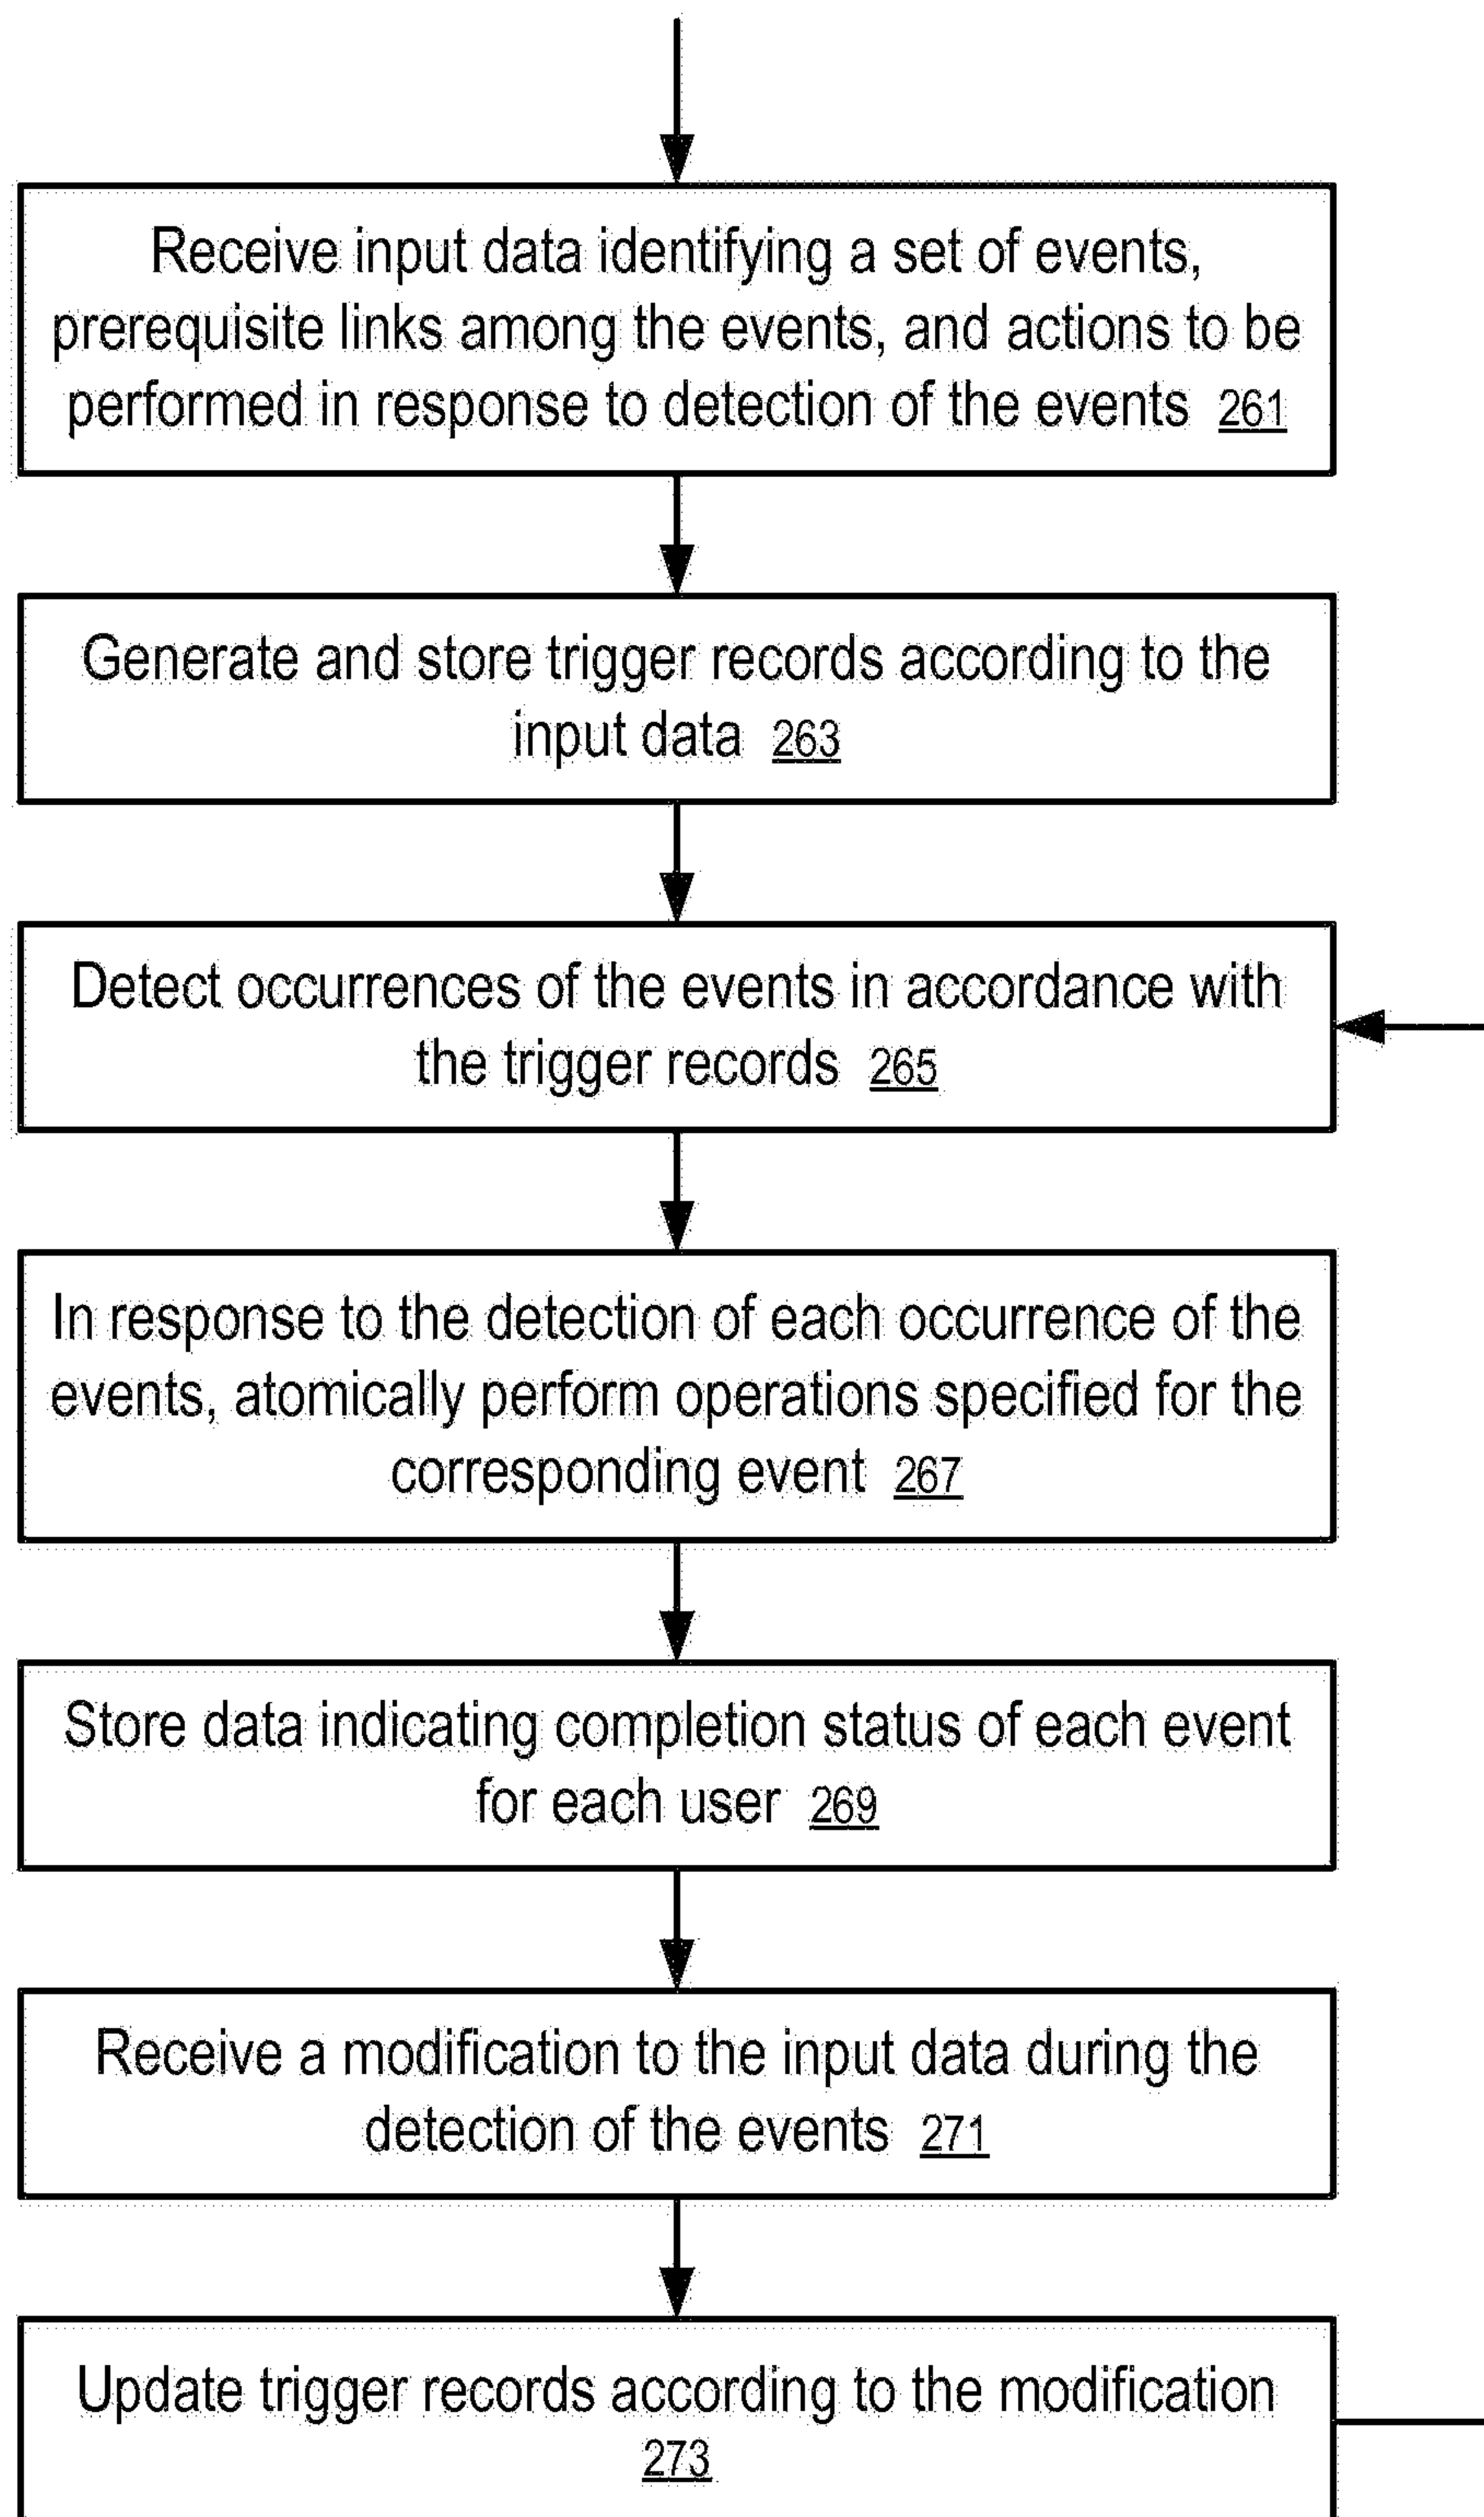 Receive input data identifying a set of events,
prerequisite links among the events, and actions to be
performed in response to detection of the events 261
Generate and store trigger records according to the
input data 263
Detect occurrences of the events in accordance with
the trigger records 265
In response to the detection of each occurrence of the
events, atomically perform operations specified for the
corresponding event 267
Store data indicating completion status of each event
for each user 269
Receive a modification to the input data during the
detection of the events 271
Update trigger records according to the modification
273